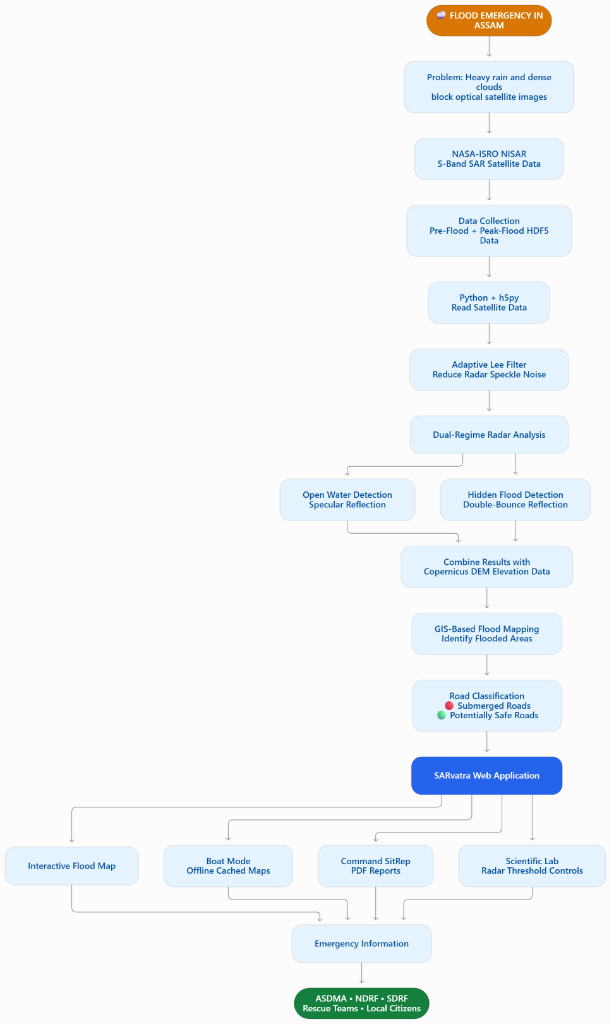 FLOOD EMERGENCY IN
ASSAM
Problem: Heavy rain and dense
clouds
block optical satellite images
NASA-ISRO NISAR
S-Band SAR Satellite Data
Data Collection
Pre-Flood + Peak-Flood HDF5
Data
Python + h5py
Read Satellite Data
Adaptive Lee Filter
Reduce Radar Speckle Noise
Dual-Regime Radar Analysis
Open Water Detection
Specular Reflection
Hidden Flood Detection
Double-Bounce Reflection
Combine Results with
Copernicus DEM Elevation Data
GIS-Based Flood Mapping
Identify Flooded Areas
Road Classification
Submerged Roads
Potentially Safe Roads
SARvatra Web Application
Interactive Flood Map
Boat Mode
Offline Cached Maps
Command SitRep
PDF Reports
Scientific Lab
Radar Threshold Controls
Emergency Information
ASDMA • NDRF • SDRF
Rescue Teams • Local Citizens